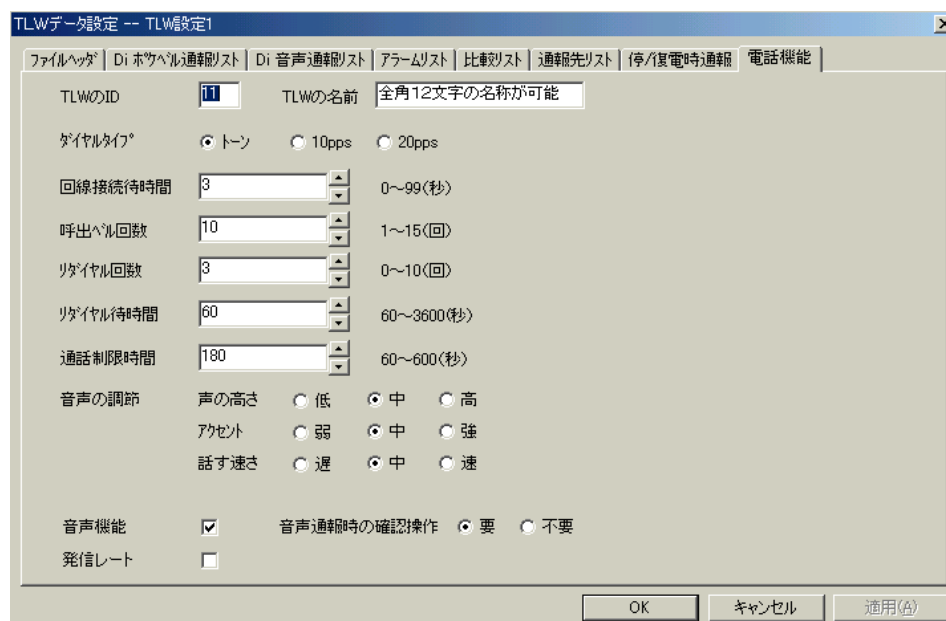 TLWデータ設定 -- TLW設定1
ﾌｧｲﾙﾍｯﾀﾞ Di ﾎﾟｹﾍﾞﾙ通報ﾘｽﾄ Di 音声通報ﾘｽﾄ ｱﾗｰﾑﾘｽﾄ 比較ﾘｽﾄ 通報先ﾘｽﾄ 停/復電時通報 電話機能
TLWのID TLWの名前 全角12文字の名称が可能
ﾀﾞｲﾔﾙﾀｲﾌﾟ ﾄｰﾝ 10pps 20pps
回線接続待時間 3 0～99(秒)
呼出ﾍﾞﾙ回数 10 1～15(回)
ﾘﾀﾞｲﾔﾙ回数 3 0～10(回)
ﾘﾀﾞｲﾔﾙ待時間 60 60～3600(秒)
通話制限時間 180 60～600(秒)
音声の調節 声の高さ 低 中 高
ｱｸｾﾝﾄ 弱 中 強
話す速さ 遅 中 速
音声機能 音声通報時の確認操作 要 不要
発信レート
OK キャンセル 適用(A)